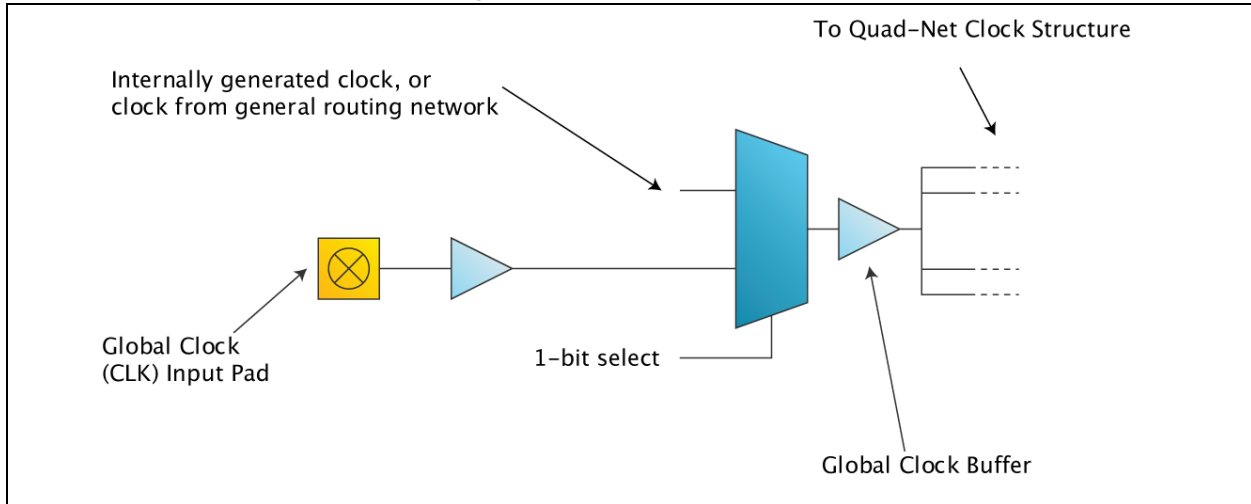 To Quad-Net Clock Structure
Internally generated clock, or
clock from general routing network
Global Clock
(CLK) Input Pad
1-bit select
Global Clock Buffer